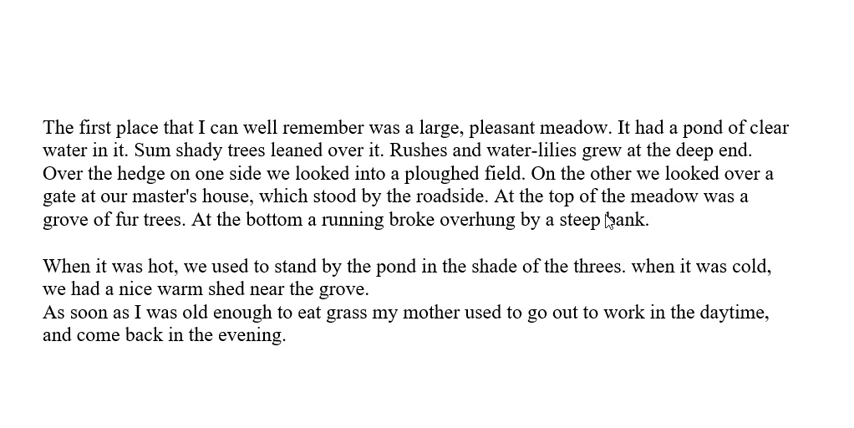 The first place that I can well remember was a large, pleasant meadow. It had a pond of clear
water in it. Sum shady trees leaned over it. Rushes and water-lilies grew at the deep end.
Over the hedge on one side we looked into a ploughed field. On the other we looked over a
gate at our master's house, which stood by the roadside. At the top of the meadow was a
grove of fur trees. At the bottom a running broke overhung by a steep bank.
When it was hot, we used to stand by the pond in the shade of the threes. when it was cold,
we had a nice warm shed near the grove.
As soon as I was old enough to eat grass my mother used to go out to work in the daytime,
and come back in the evening.